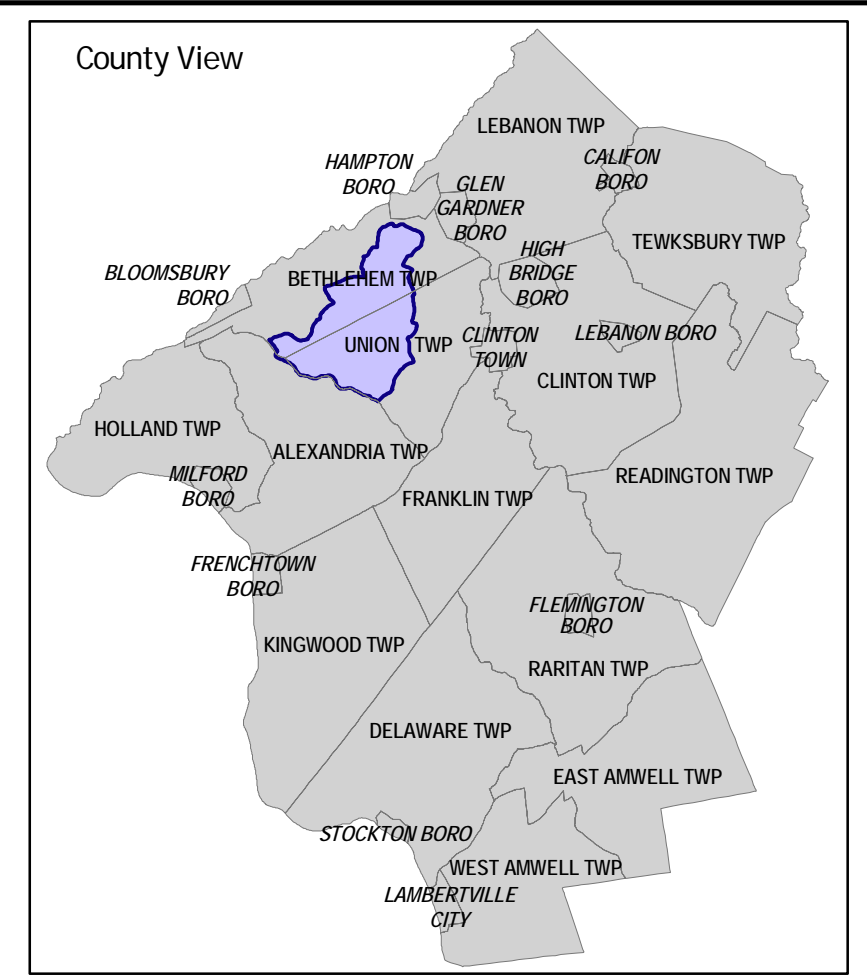 County View
LEBANON TWP
HAMPTON
BORO
CALIFON
BORO
GLEN
GARDNER
BORO
TEWKSBURY TWP
HIGH
BRIDGE
BORO
BLOOMSBURY
BORO
BETHLEHEM TWP
UNION TWP
CLINTON
TOWN
LEBANON BORO
CLINTON TWP
HOLLAND TWP
ALEXANDRIA TWP
MILFORD
BORO
READINGTON TWP
FRANKLIN TWP
FRENCHTOWN
BORO
FLEMINGTON
BORO
KINGWOOD TWP
RARITAN TWP
DELAWARE TWP
EAST AMWELL TWP
STOCKTON BORO
WEST AMWELL TWP
LAMBERTVILLE
CITY